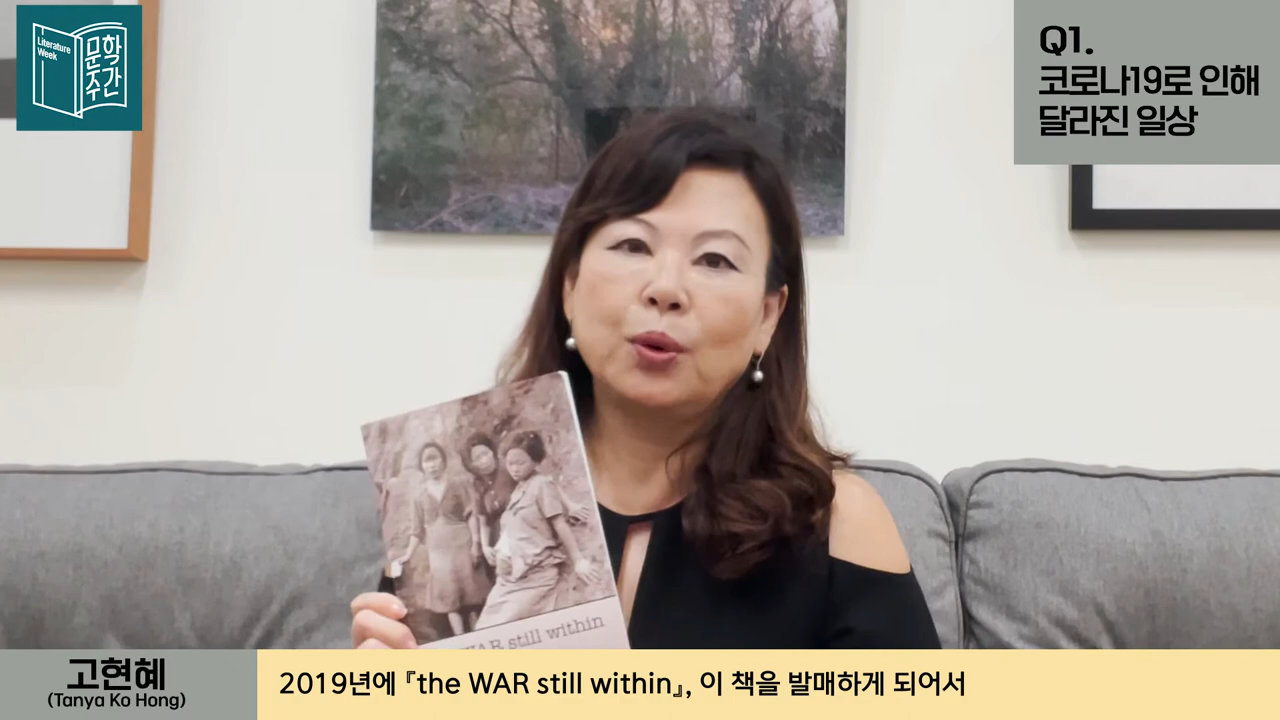 Literature
Week
문학
주간
Q1.
코로나19로 인해
달라진 일상
WAR still within
고현혜
(Tanya Ko Hong)
2019년에 『the WAR still within』, 이 책을 발매하게 되어서